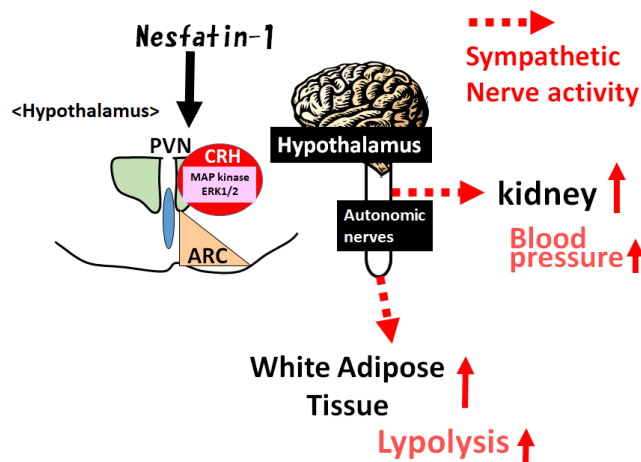 Nesfatin-1
<Hypothalamus>
PVN
CRH
MAP kinase
ERK1/2
ARC
Hypothalamus
Autonomic
nerves
Sympathetic
Nerve activity
kidney
Blood
pressure
White Adipose
Tissue
Lypolysis